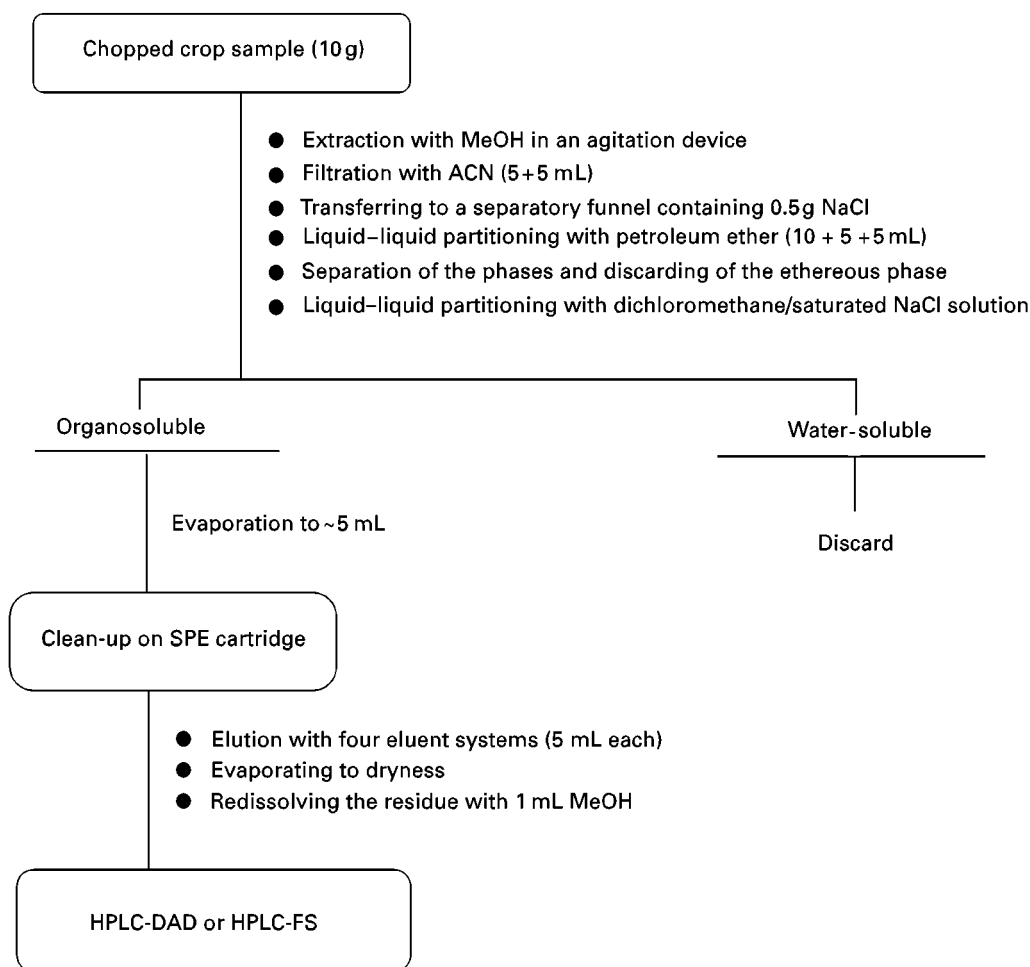 Chopped crop sample (10 g)
● Extraction with MeOH in an agitation device
● Filtration with ACN (5+5 mL)
● Transferring to a separatory funnel containing 0.5g NaCl
● Liquid–liquid partitioning with petroleum ether (10 + 5 +5 mL)
● Separation of the phases and discarding of the ethereous phase
● Liquid–liquid partitioning with dichloromethane/saturated NaCl solution
Organosoluble
Water-soluble
Evaporation to ~5 mL
Discard
Clean-up on SPE cartridge
● Elution with four eluent systems (5 mL each)
● Evaporating to dryness
● Redissolving the residue with 1 mL MeOH
HPLC-DAD or HPLC-FS